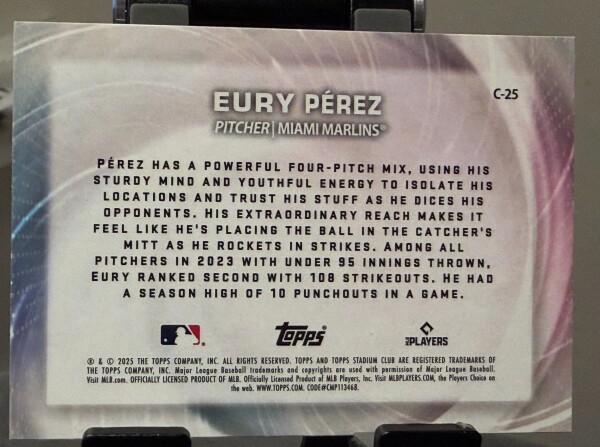 C-25
EURY PÉREZ
PITCHER | MIAMI MARLINS®
PÉREZ HAS A POWERFUL FOUR-PITCH MIX, USING HIS
STURDY MIND AND YOUTHFUL ENERGY TO ISOLATE HIS
LOCATIONS AND TRUST HIS STUFF AS HE DICES HIS
OPPONENTS. HIS EXTRAORDINARY REACH MAKES IT
FEEL LIKE HE'S PLACING THE BALL IN THE CATCHER'S
MITT AS HE ROCKETS IN STRIKES. AMONG ALL
PITCHERS IN 2023 WITH UNDER 95 INNINGS THROWN,
EURY RANKED SECOND WITH 108 STRIKEOUTS. HE HAD
A SEASON HIGH OF 10 PUNCHOUTS IN A GAME.
topps
MLB PLAYERS
® & © 2025 THE TOPPS COMPANY, INC. ALL RIGHTS RESERVED. TOPPS AND TOPPS STADIUM CLUB ARE REGISTERED TRADEMARKS OF
THE TOPPS COMPANY, INC. Major League Baseball trademarks and copyrights are used with permission of Major League Baseball.
Visit MLB.com. OFFICIALLY LICENSED PRODUCT OF MLB. Officially Licensed Product of MLB Players, Inc. Visit MLBPLAYERS.COM, the Players Choice on
the web. WWW.TOPPS.COM. CODE#CMP113468.